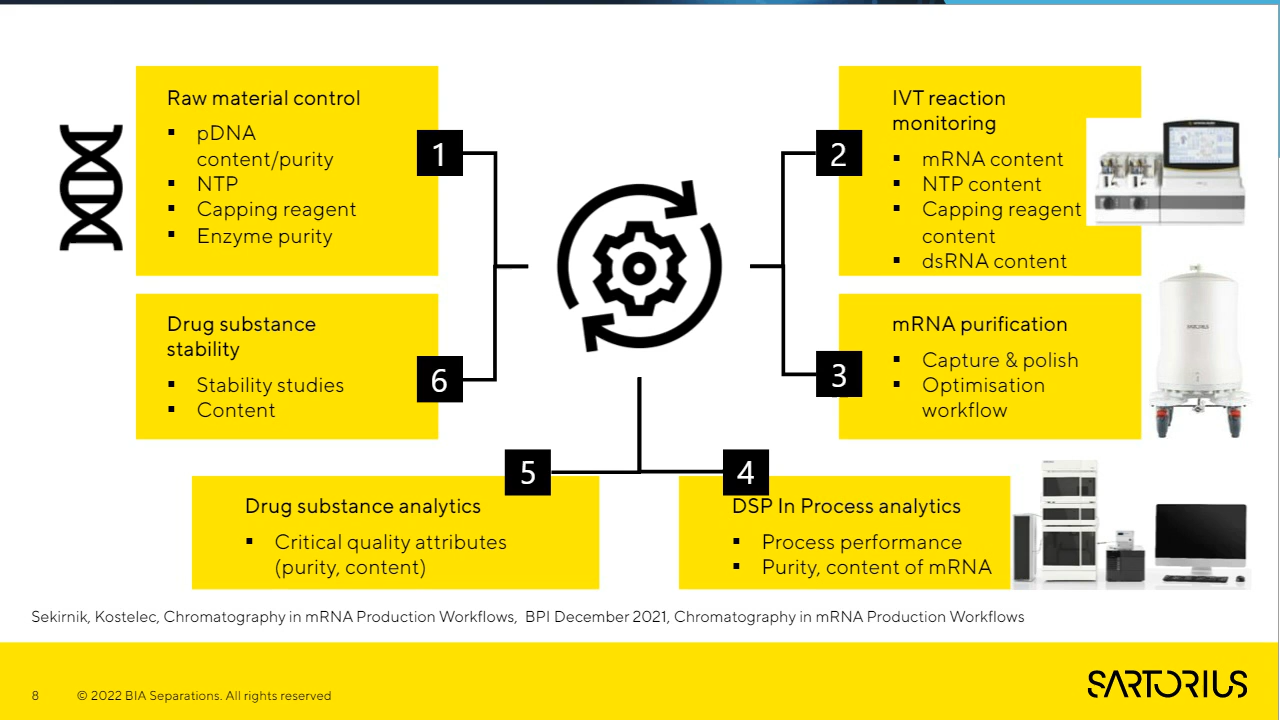 Raw material control
▪ pDNA
content/purity
▪ NTP
▪ Capping reagent
▪ Enzyme purity
1
2
IVT reaction
monitoring
▪ mRNA content
▪ NTP content
▪ Capping reagent
content
▪ dsRNA content
Drug substance
stability
▪ Stability studies
▪ Content
6
3
mRNA purification
▪ Capture & polish
▪ Optimisation
workflow
SARTORIUS
5
Drug substance analytics
▪ Critical quality attributes
(purity, content)
4
DSP In Process analytics
▪ Process performance
▪ Purity, content of mRNA
Sekirnik, Kostelec, Chromatography in mRNA Production Workflows,  BPI December 2021, Chromatography in mRNA Production Workflows
8
© 2022 BIA Separations. All rights reserved
SARTORIUS